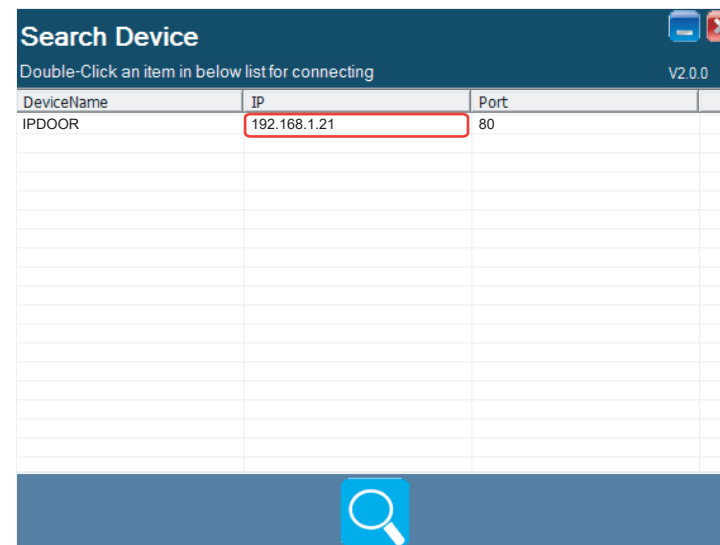 Search Device
Double-Click an item in below list for connecting V2.0.0
DeviceName IP Port
IPDOOR 192.168.1.21 80